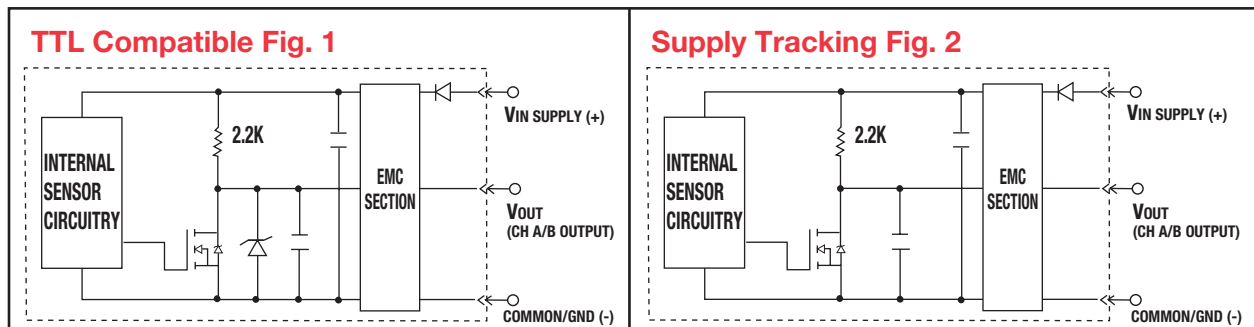 TTL Compatible Fig. 1
VIN SUPPLY (+)
2.2K
INTERNAL
SENSOR
CIRCUITRY
EMC
SECTION
VOUT
(CH A/B OUTPUT)
COMMON/GND (-)
Supply Tracking Fig. 2
VIN SUPPLY (+)
2.2K
INTERNAL
SENSOR
CIRCUITRY
EMC
SECTION
VOUT
(CH A/B OUTPUT)
COMMON/GND (-)